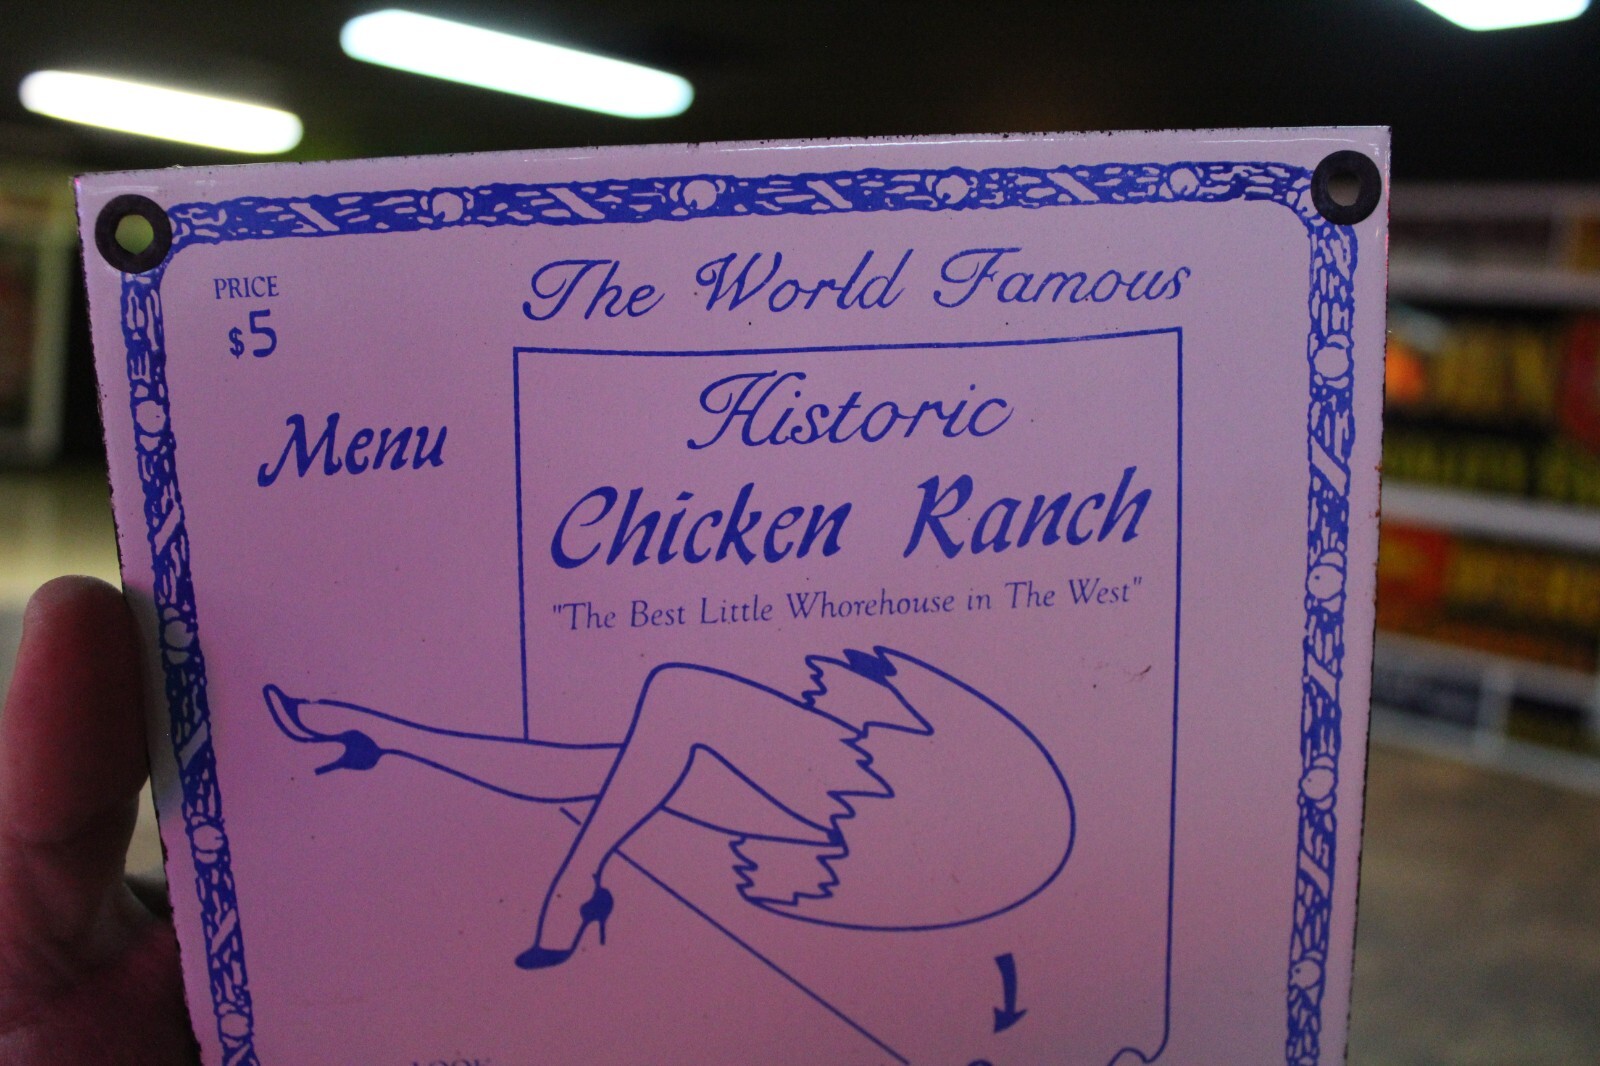 PRICE
$5
The World Famous
Menu
Historic
Chicken Ranch
"The Best Little Whorehouse in The West"